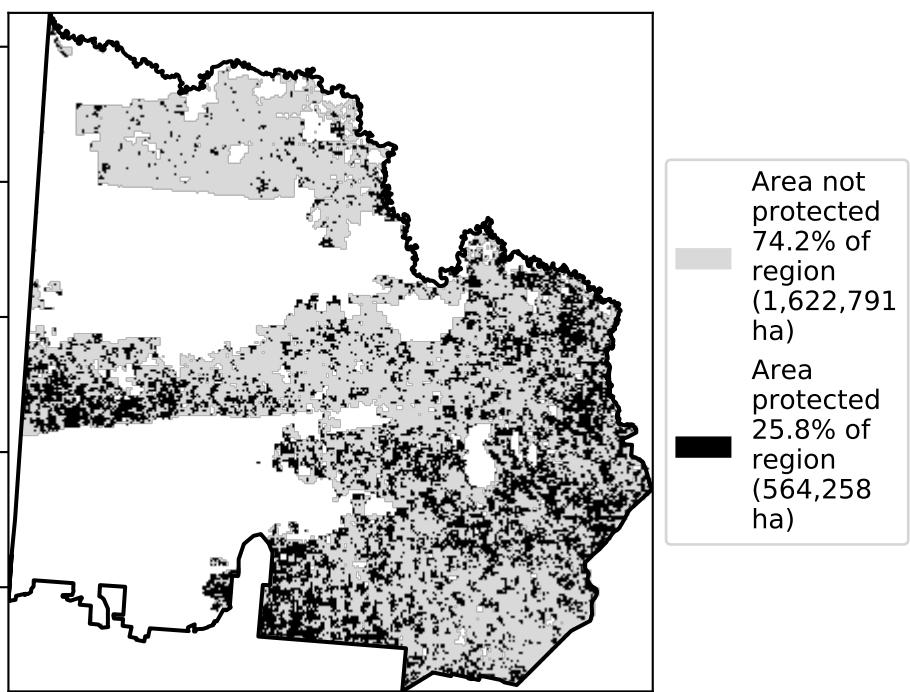 Area not
protected
74.2% of
region
(1,622,791
ha)
Area
protected
25.8% of
region
(564,258
ha)